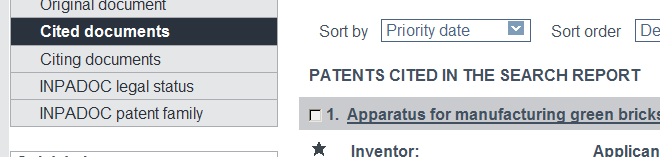 Original document
Cited documents
Citing documents
INPADOC legal status
INPADOC patent family
Sort by Priority date Sort order De
PATENTS CITED IN THE SEARCH REPORT
1. Apparatus for manufacturing green bricks
Inventor: Applican